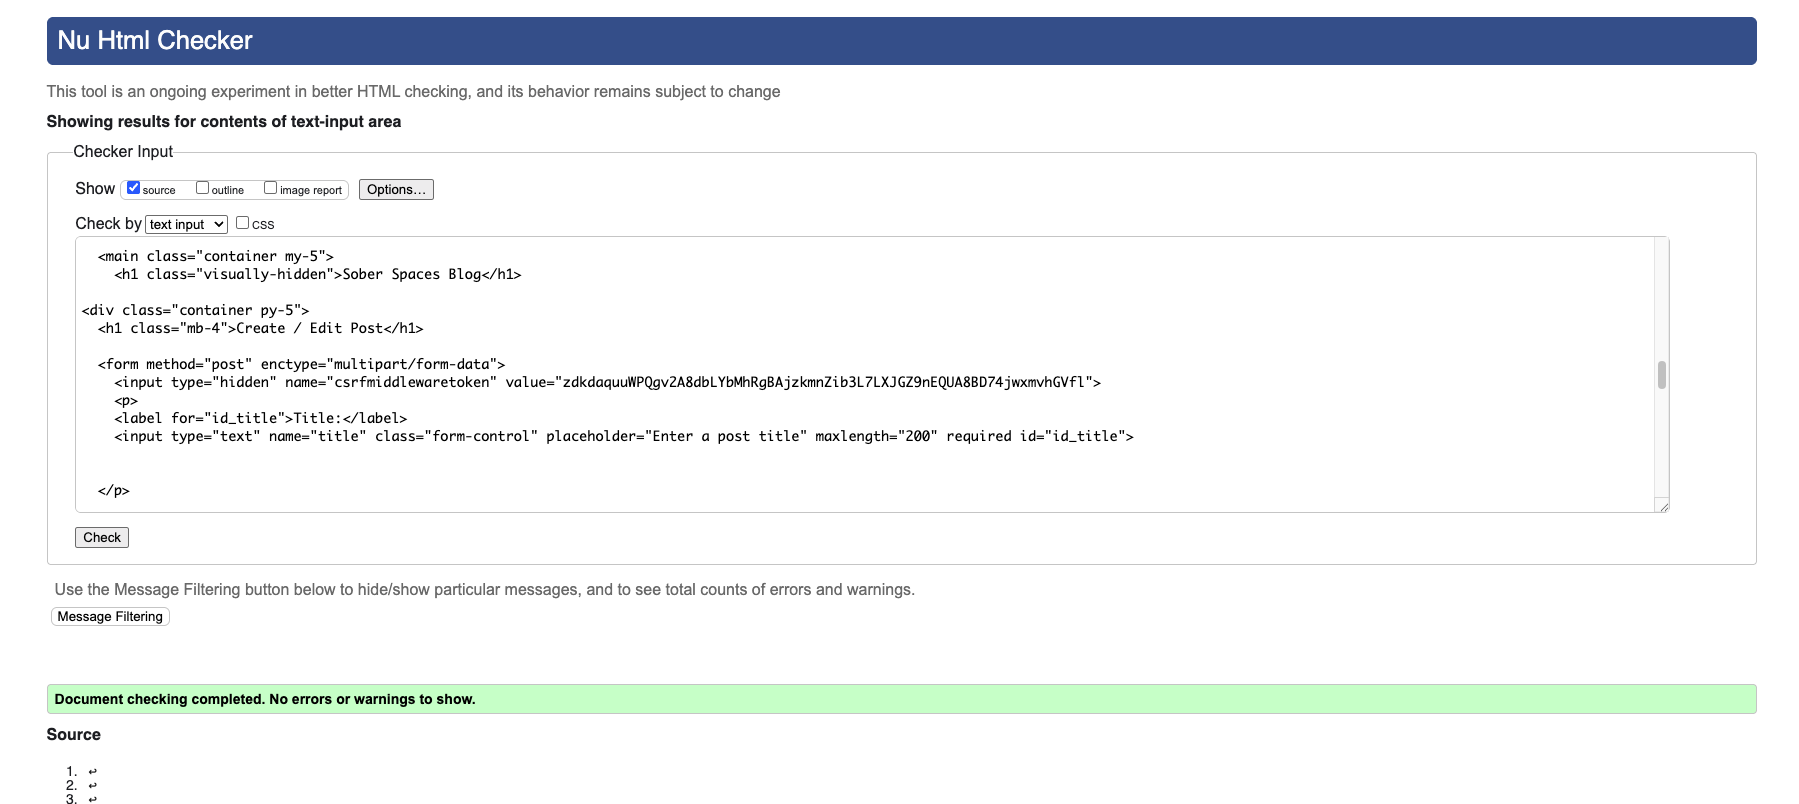 Nu Html Checker
This tool is an ongoing experiment in better HTML checking, and its behavior remains subject to change
Showing results for contents of text-input area
Checker Input
Show source outline image report Options...
Check by text input CSS
<main class="container my-5">
<h1 class="visually-hidden">Sober Spaces Blog</h1>
<div class="container py-5">
<h1 class="mb-4">Create / Edit Post</h1>
<form method="post" enctype="multipart/form-data">
<input type="hidden" name="csrfmiddlewaretoken" value="zdkdaquuWPQgv2A8dbLYbMhRgBAjzkmnZib3L7LXJGZ9nEQUA8BD74jwxmvhGVfl">
<p>
<label for="id_title">Title:</label>
<input type="text" name="title" class="form-control" placeholder="Enter a post title" maxlength="200" required id="id_title">
</p>
Check
Use the Message Filtering button below to hide/show particular messages, and to see total counts of errors and warnings.
Message Filtering
Document checking completed. No errors or warnings to show.
Source
1. ↩
2. ↩
3. ↩